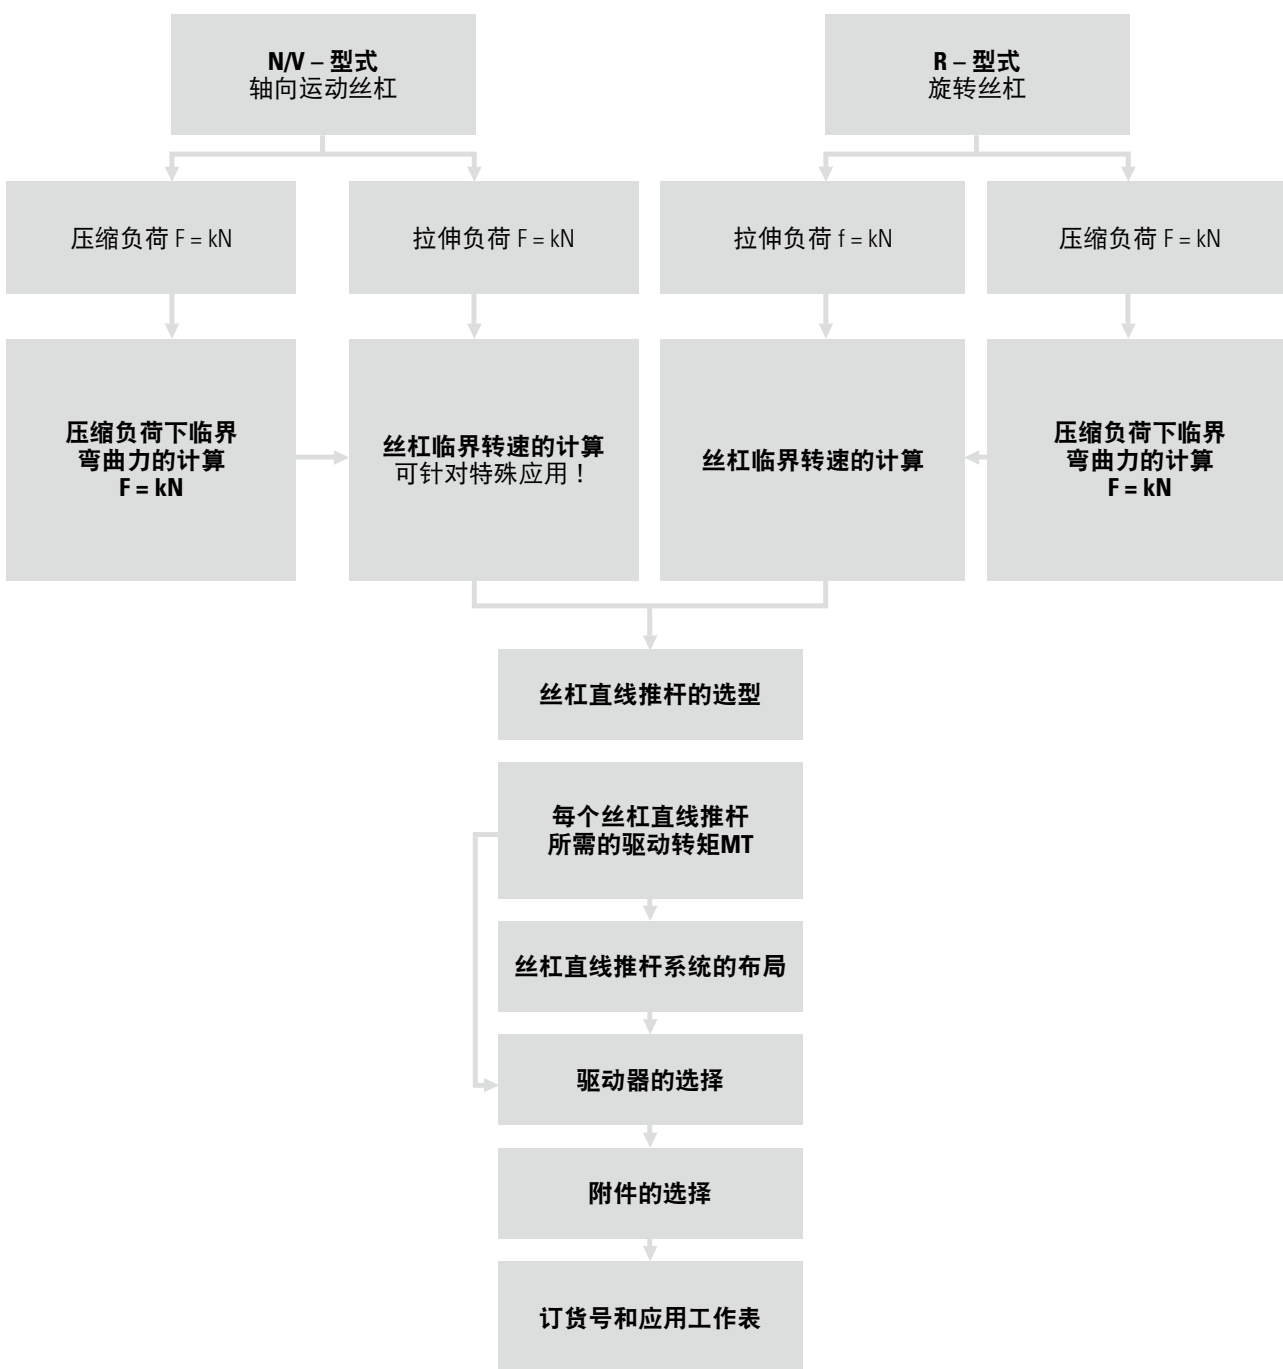 N/V – 型式
轴向运动丝杠
R – 型式
旋转丝杠
压缩负荷 F = kN
拉伸负荷 F = kN
拉伸负荷 f = kN
压缩负荷 F = kN
压缩负荷下临界
弯曲力的计算
F = kN
丝杠临界转速的计算
可针对特殊应用！
丝杠临界转速的计算
压缩负荷下临界
弯曲力的计算
F = kN
丝杠直线推杆的选型
每个丝杠直线推杆
所需的驱动转矩MT
丝杠直线推杆系统的布局
驱动器的选择
附件的选择
订货号和应用工作表